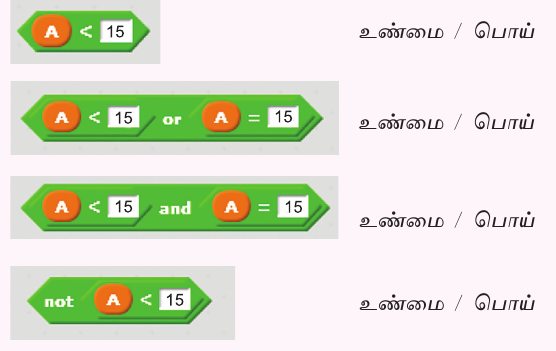 A < 15 உண்மை / பொய்
A < 15 or A = 15 உண்மை / பொய்
A < 15 and A = 15 உண்மை / பொய்
not A < 15 உண்மை / பொய்